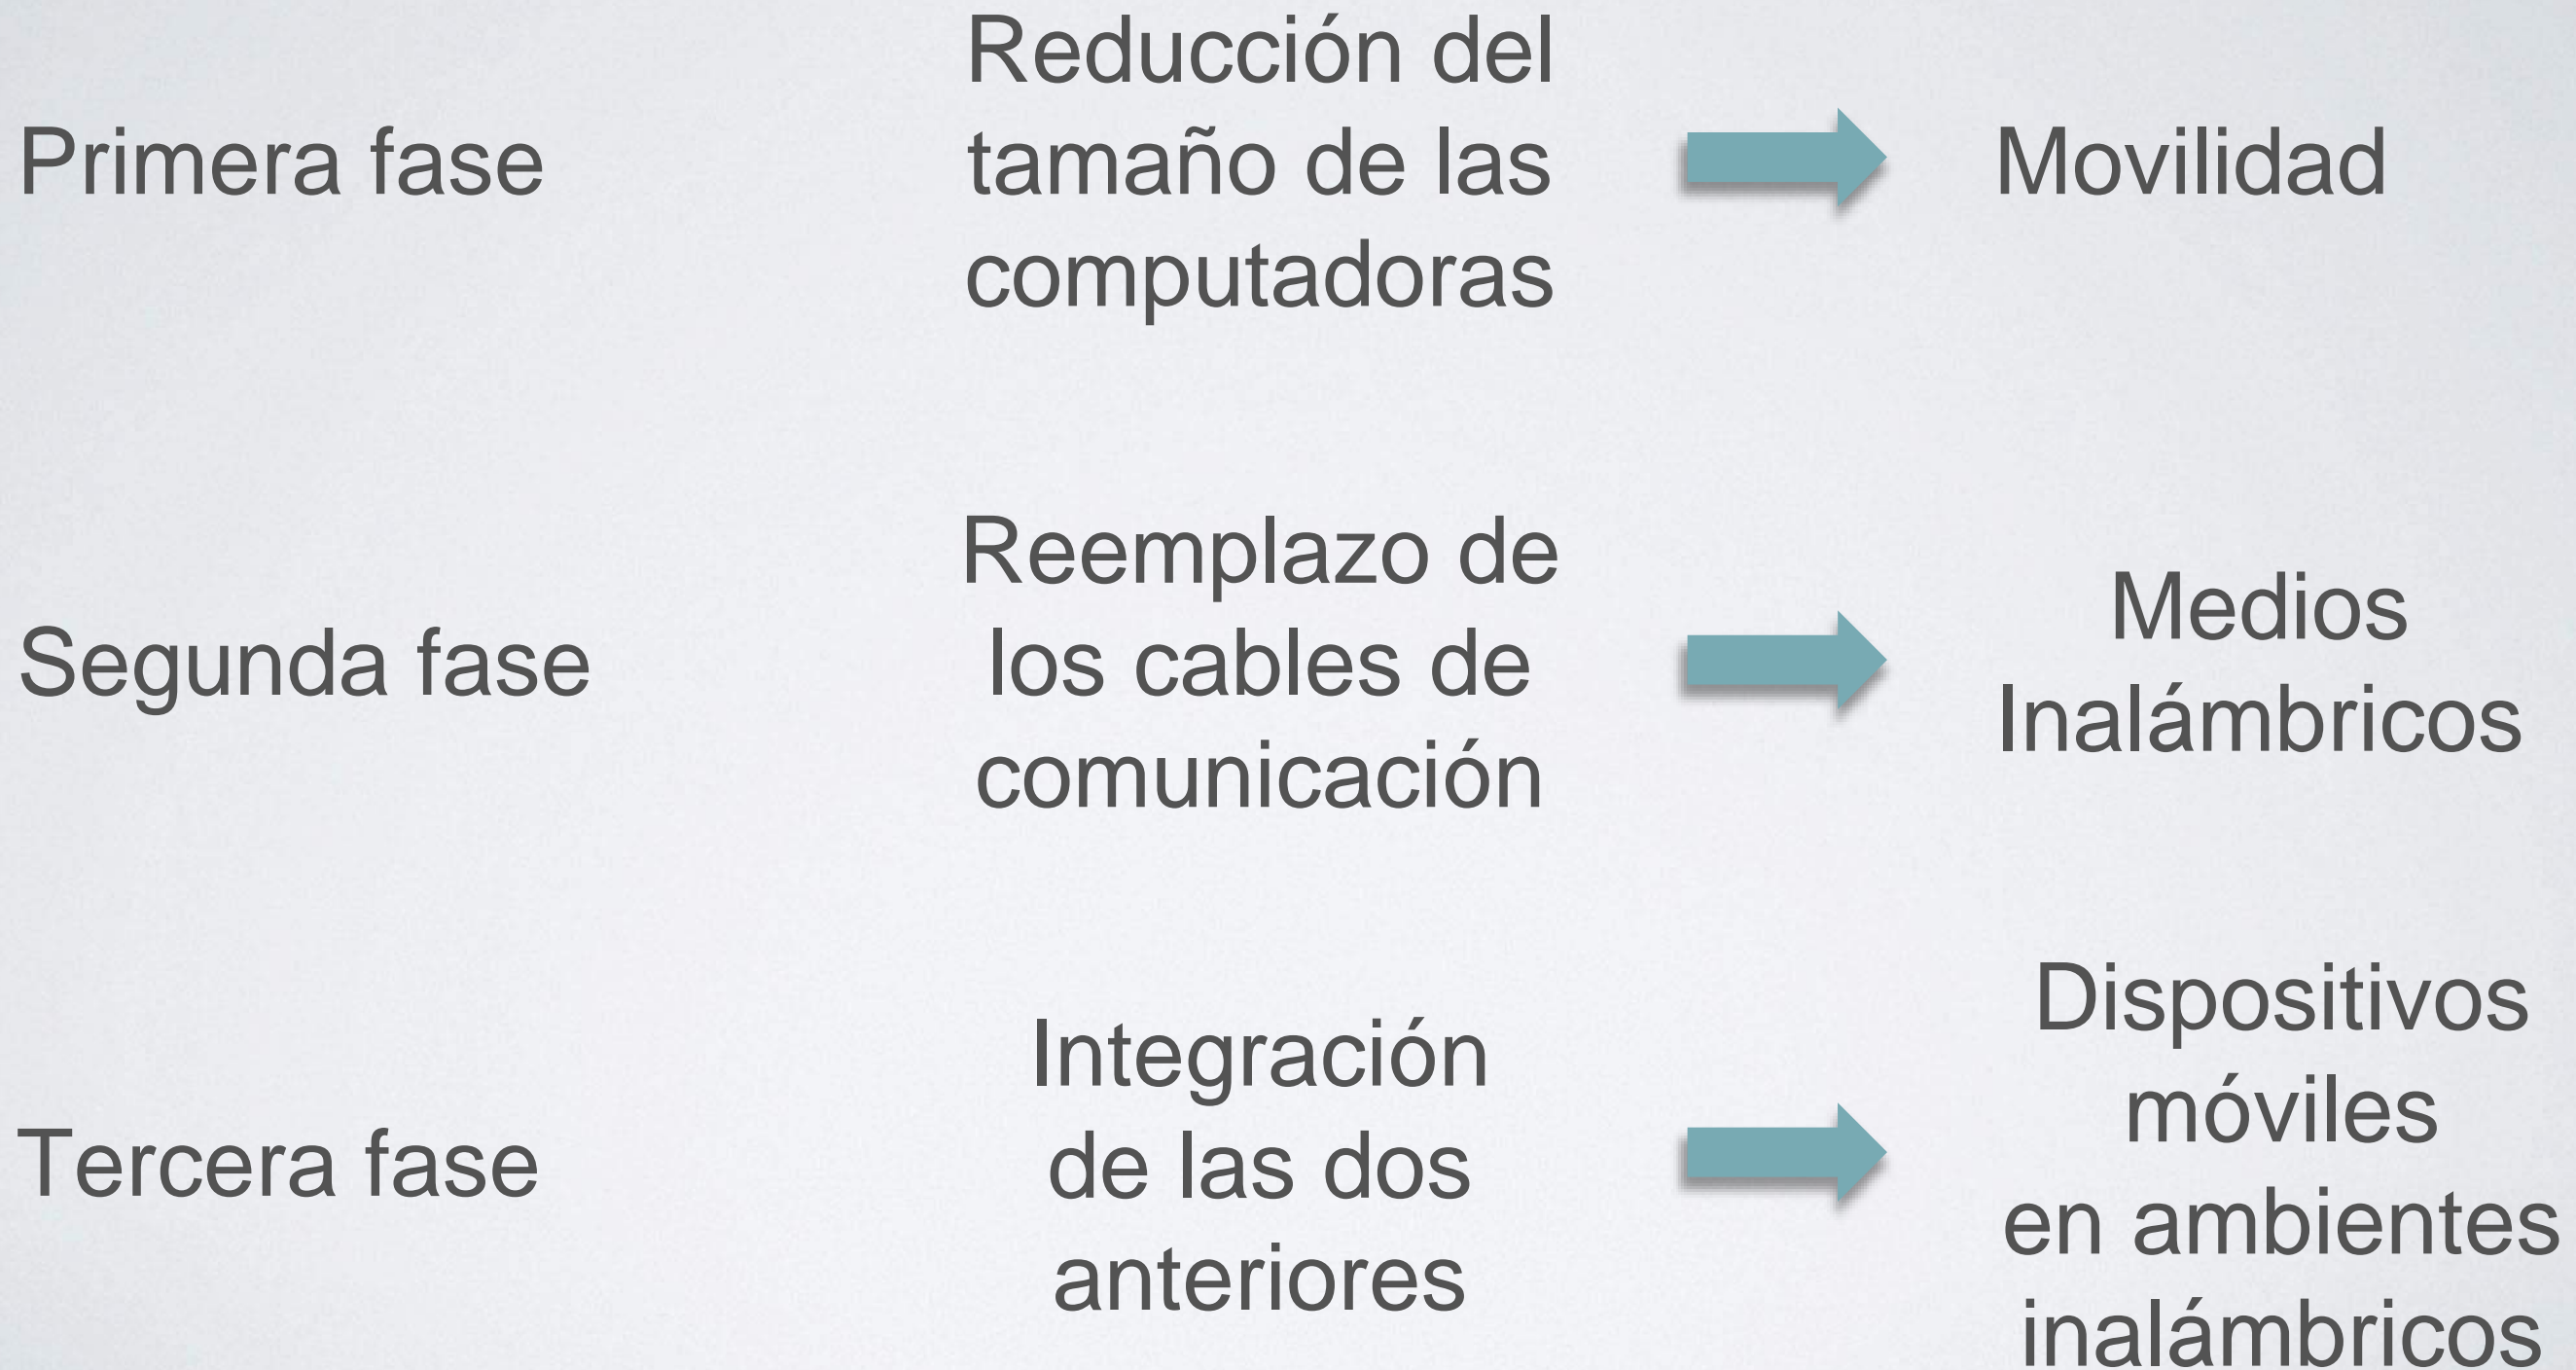 Primera fase
Reducción del
tamaño de las
computadoras
Movilidad
Segunda fase
Reemplazo de
los cables de
comunicación
Medios
Inalámbricos
Tercera fase
Integración
de las dos
anteriores
Dispositivos
móviles
en ambientes
inalámbricos